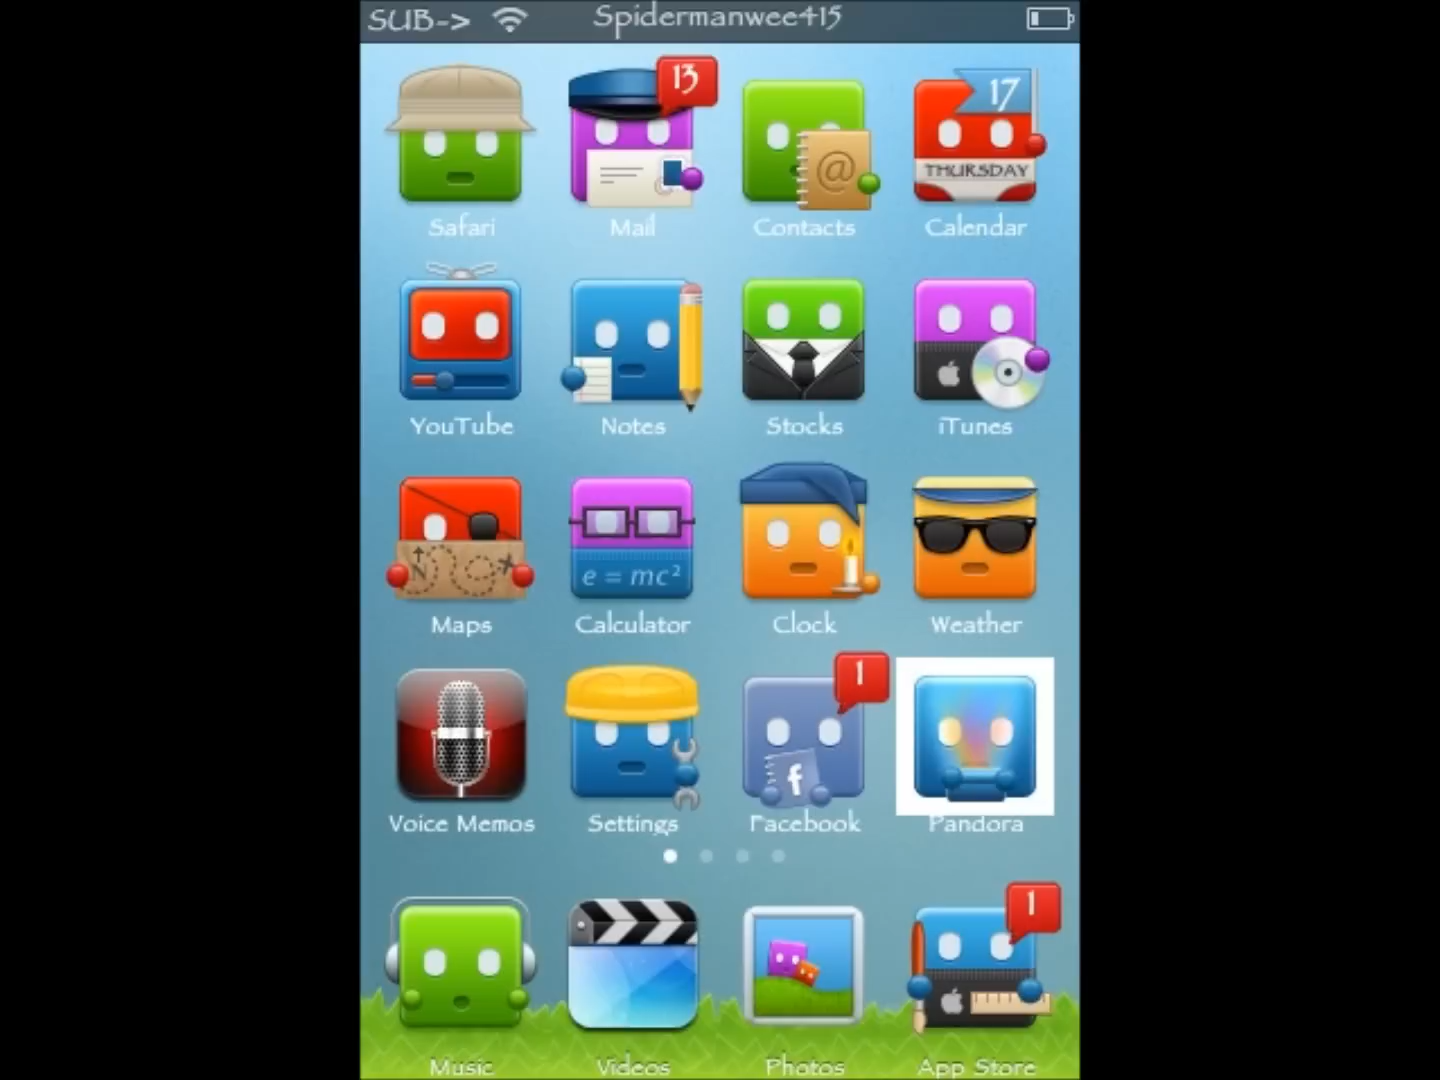 SUB->
Spidermanwee415
13
17
THURSDAY
@
Safari
Mail
Contacts
Calendar
YouTube
Notes
Stocks
iTunes
N
e = mc²
Maps
Calculator
Clock
Weather
1
f
Voice Memos
Settings
Facebook
Pandora
1
Music
Videos
Photos
App Store